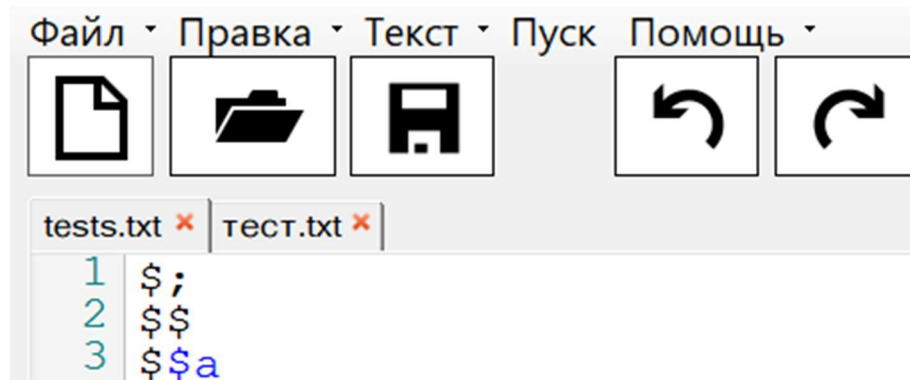 Файл Правка Текст Пуск Помощь
tests.txt тест.txt
1 $;
2 $$
3 $$a